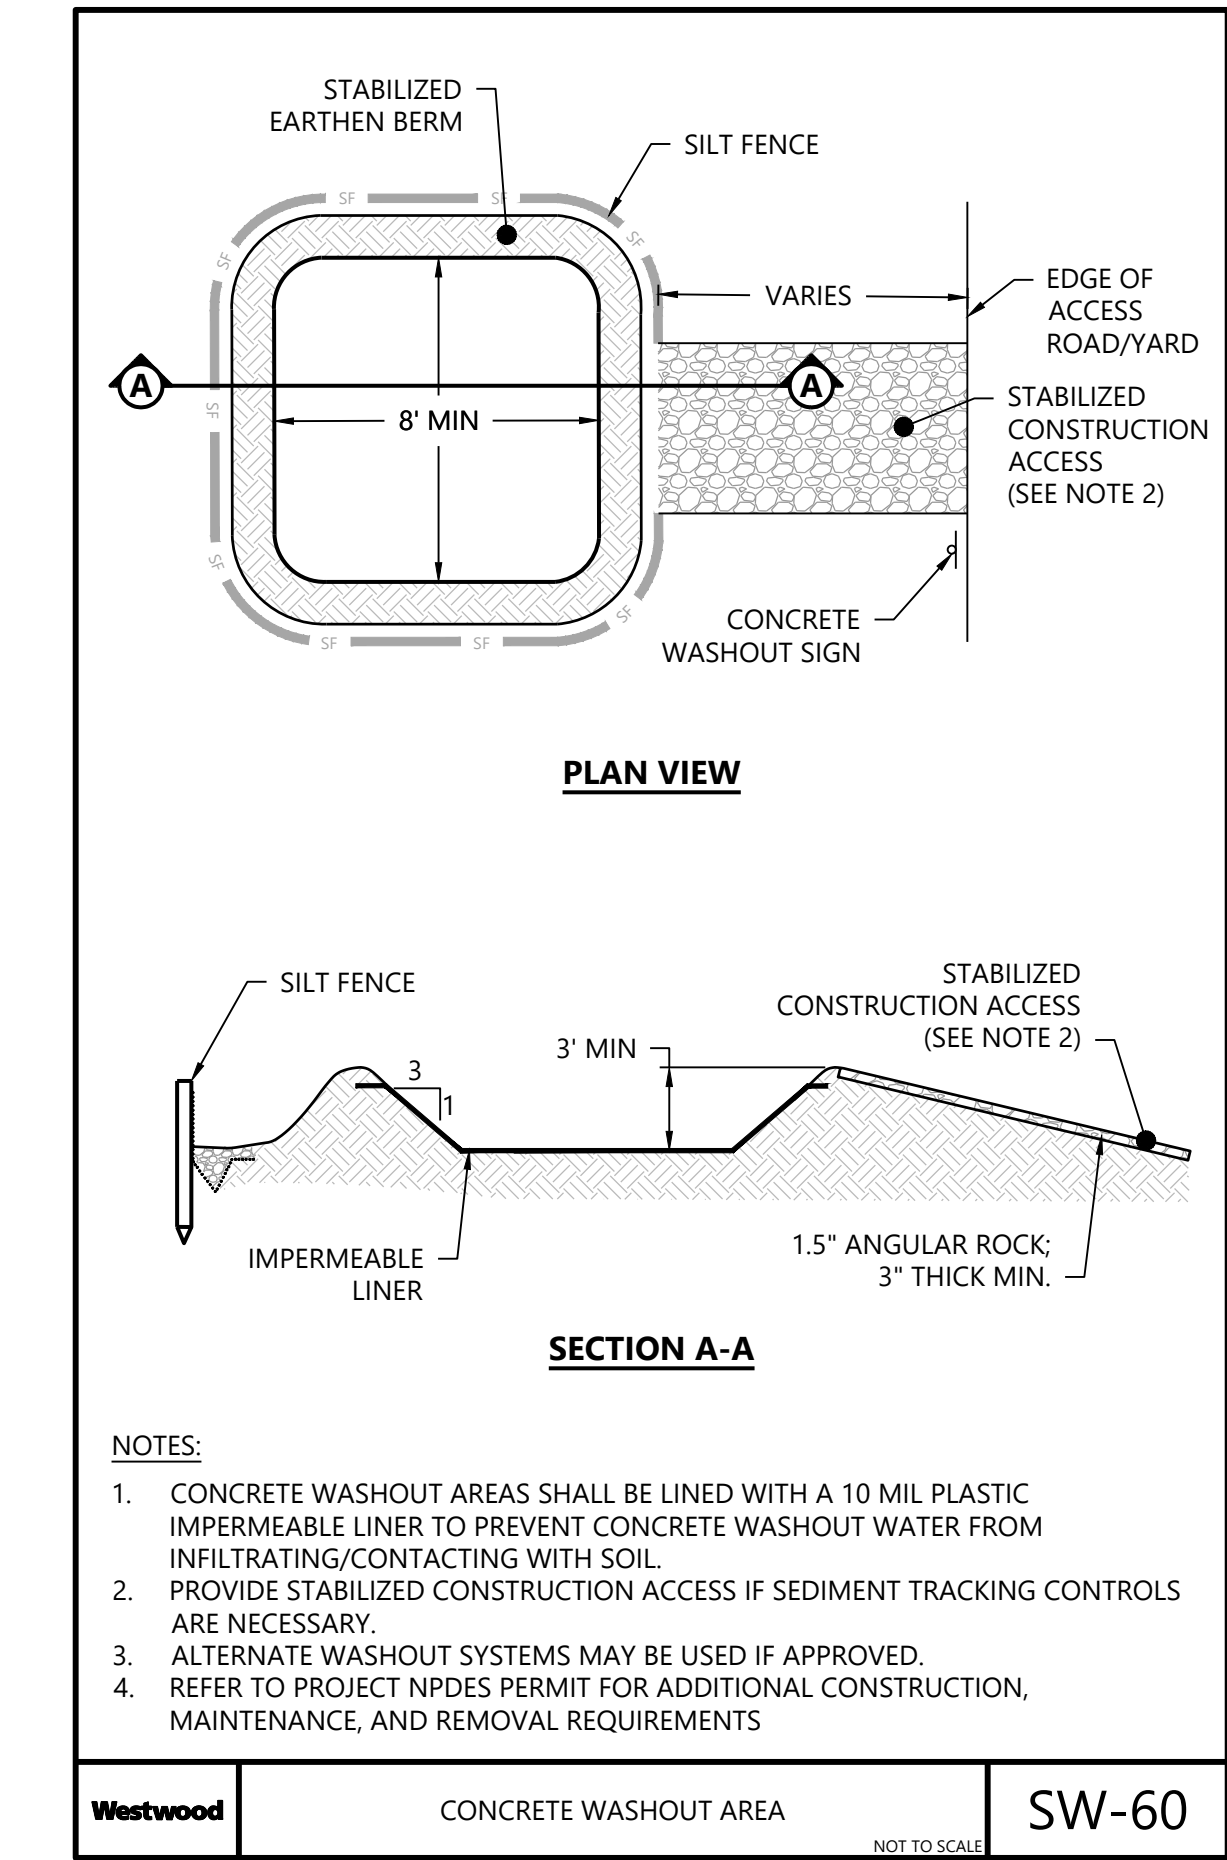 STABILIZED
EARTHEN BERM
SILT FENCE
SF
SF
SF
SF
VARIES
EDGE OF
ACCESS
ROAD/YARD
A
A
STABILIZED
CONSTRUCTION
ACCESS
(SEE NOTE 2)
SF
8' MIN
SF
SF
SF
SF
CONCRETE
WASHOUT SIGN
PLAN VIEW
SILT FENCE
STABILIZED
CONSTRUCTION ACCESS
(SEE NOTE 2)
3' MIN
3
1
IMPERMEABLE
LINER
1.5" ANGULAR ROCK;
3" THICK MIN.
SECTION A-A
NOTES:
1. CONCRETE WASHOUT AREAS SHALL BE LINED WITH A 10 MIL PLASTIC
IMPERMEABLE LINER TO PREVENT CONCRETE WASHOUT WATER FROM
INFILTRATING/CONTACTING WITH SOIL.
2. PROVIDE STABILIZED CONSTRUCTION ACCESS IF SEDIMENT TRACKING CONTROLS
ARE NECESSARY.
3. ALTERNATE WASHOUT SYSTEMS MAY BE USED IF APPROVED.
4. REFER TO PROJECT NPDES PERMIT FOR ADDITIONAL CONSTRUCTION,
MAINTENANCE, AND REMOVAL REQUIREMENTS
Westwood
CONCRETE WASHOUT AREA
NOT TO SCALE
SW-60